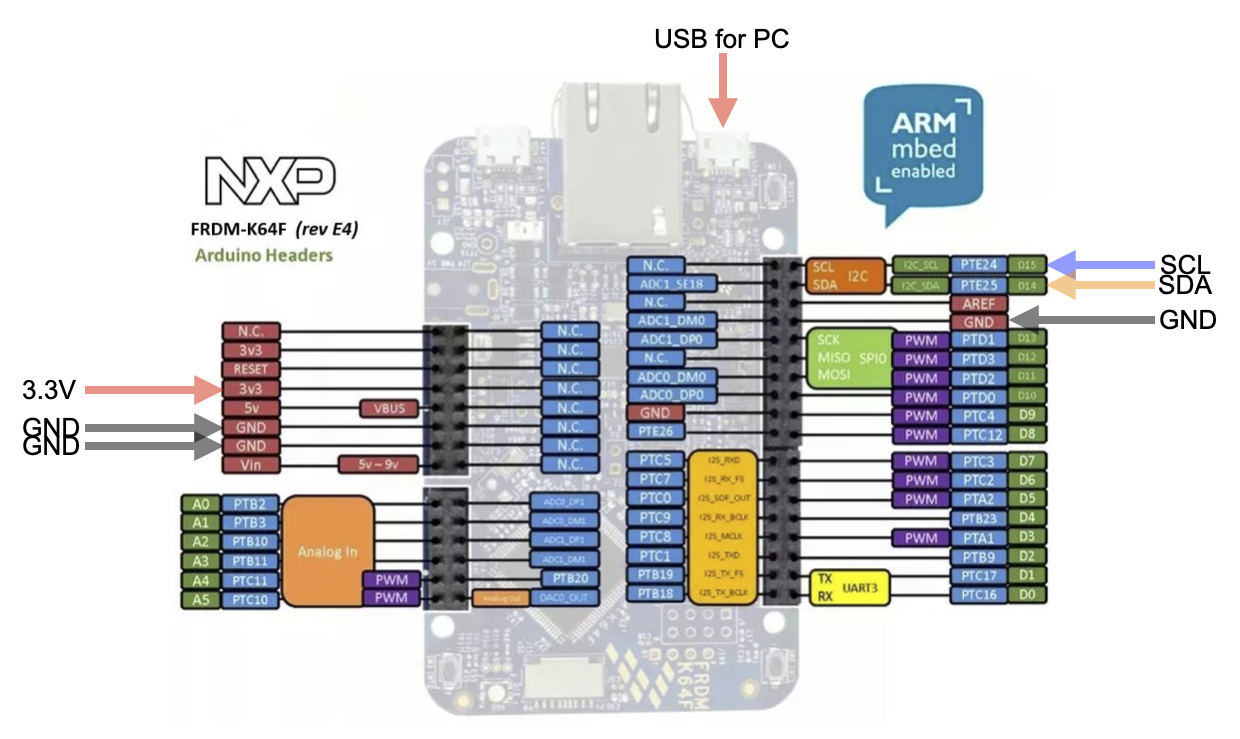 USB for PC
NXP
FRDM-K64F (rev E4)
Arduino Headers
ARM
mbed
enabled
N.C. SCL I2C I2C_SCL PTE24 D15 SCL
ADC1_SE18 SDA I2C_SDA PTE25 D14 SDA
N.C. AREF
ADC1_DM0 GND GND
ADC1_DP0 SCK PWM PTD1 D13
N.C. MISO SPI0 PWM PTD3 D12
ADC0_DM0 MOSI PWM PTD2 D11
ADC0_DP0 PWM PTD0 D10
GND PWM PTC4 D9
PTE26 PWM PTC12 D8
N.C. N.C.
3v3 N.C.
RESET N.C.
3.3V 3v3 N.C.
5v VBUS N.C.
GND GND N.C.
GND GND N.C.
Vin 5v – 9v N.C.
PTC5 I2S_RXD PWM PTC3 D7
PTC7 I2S_RX_FS PWM PTC2 D6
PTC0 I2S_SOF_OUT PWM PTA2 D5
PTC9 I2S_RX_BCLK PTB23 D4
PTC8 I2S_MCLK PWM PTA1 D3
PTC1 I2S_TXD PTB9 D2
PTB19 I2S_TX_FS TX UART3 PTC17 D1
PTB18 I2S_TX_BCLK RX PTC16 D0
A0 PTB2 ADC0_DP1
A1 PTB3 ADC0_DM1
A2 PTB10 Analog In ADC1_DP1
A3 PTB11 ADC1_DM1
A4 PTC11 PWM PTB20
A5 PTC10 PWM Analog Out DAC0_OUT
FRDM
K64F